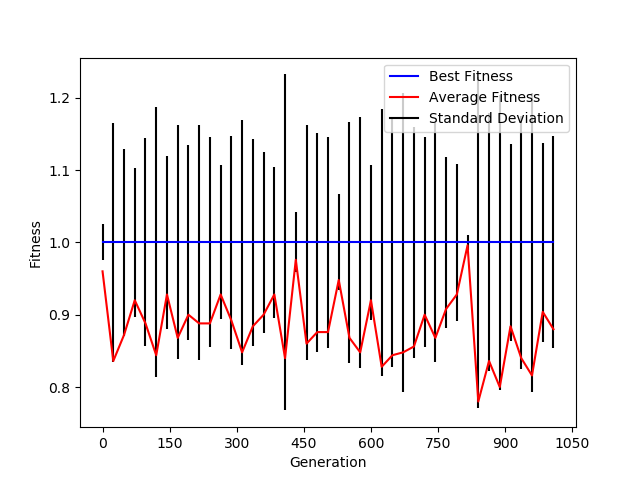 Best Fitness
Average Fitness
Standard Deviation
1.2
1.1
1.0
0.9
0.8
Fitness
0 150 300 450 600 750 900 1050
Generation